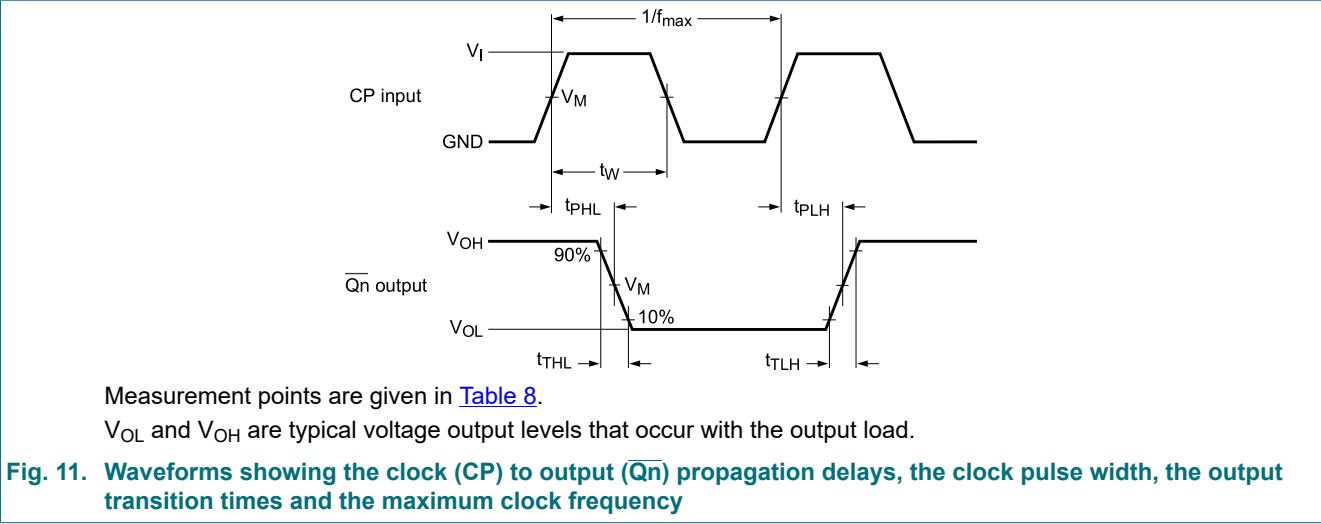 1/fmax
VI
CP input
VM
GND
tW
tPHL
tPLH
VOH
90%
Q̅n̅ output
VM
10%
VOL
tTHL
tTLH
Measurement points are given in Table 8.
VOL and VOH are typical voltage output levels that occur with the output load.
Fig. 11. Waveforms showing the clock (CP) to output (Q̅n̅) propagation delays, the clock pulse width, the output
transition times and the maximum clock frequency